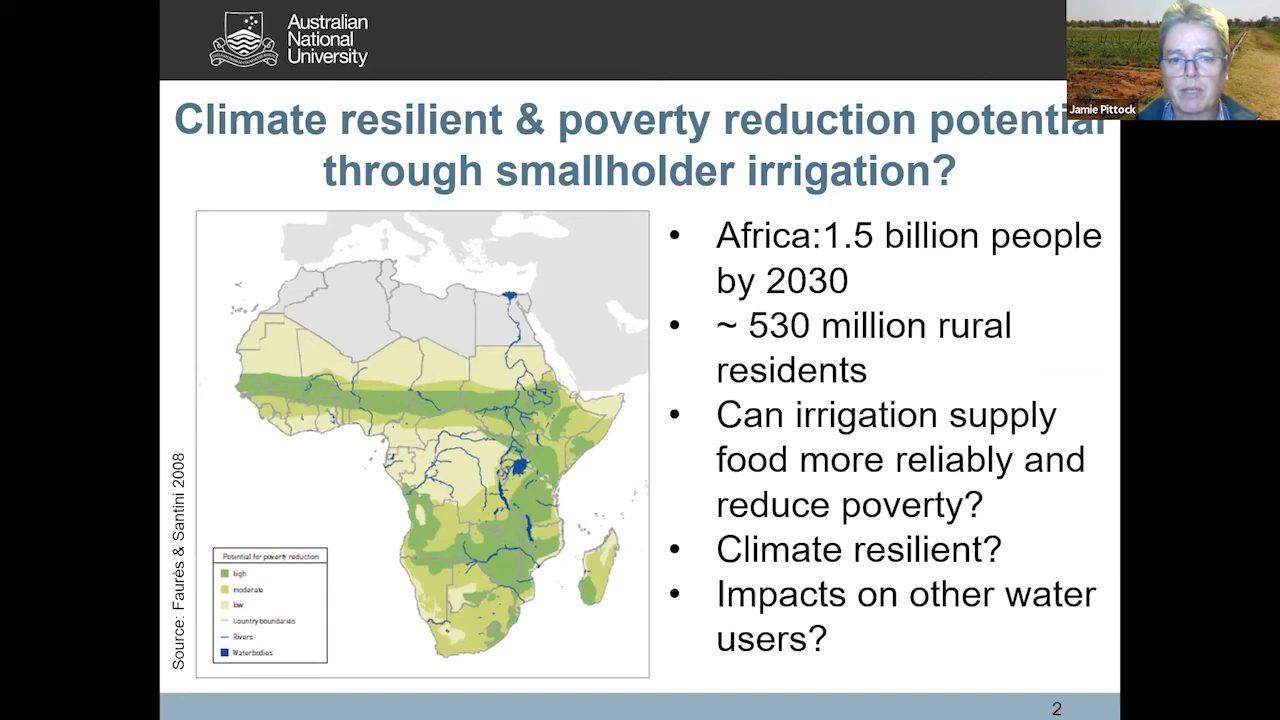 Australian
National
University
Jamie Pittock
Climate resilient & poverty reduction potential
through smallholder irrigation?
Africa:1.5 billion people
by 2030
~ 530 million rural
residents
Can irrigation supply
food more reliably and
reduce poverty?
Climate resilient?
Impacts on other water
users?
Potential for poverty reduction
high
moderate
low
Country boundaries
Rivers
Waterbodies
Source: Faurès & Santini 2008
2